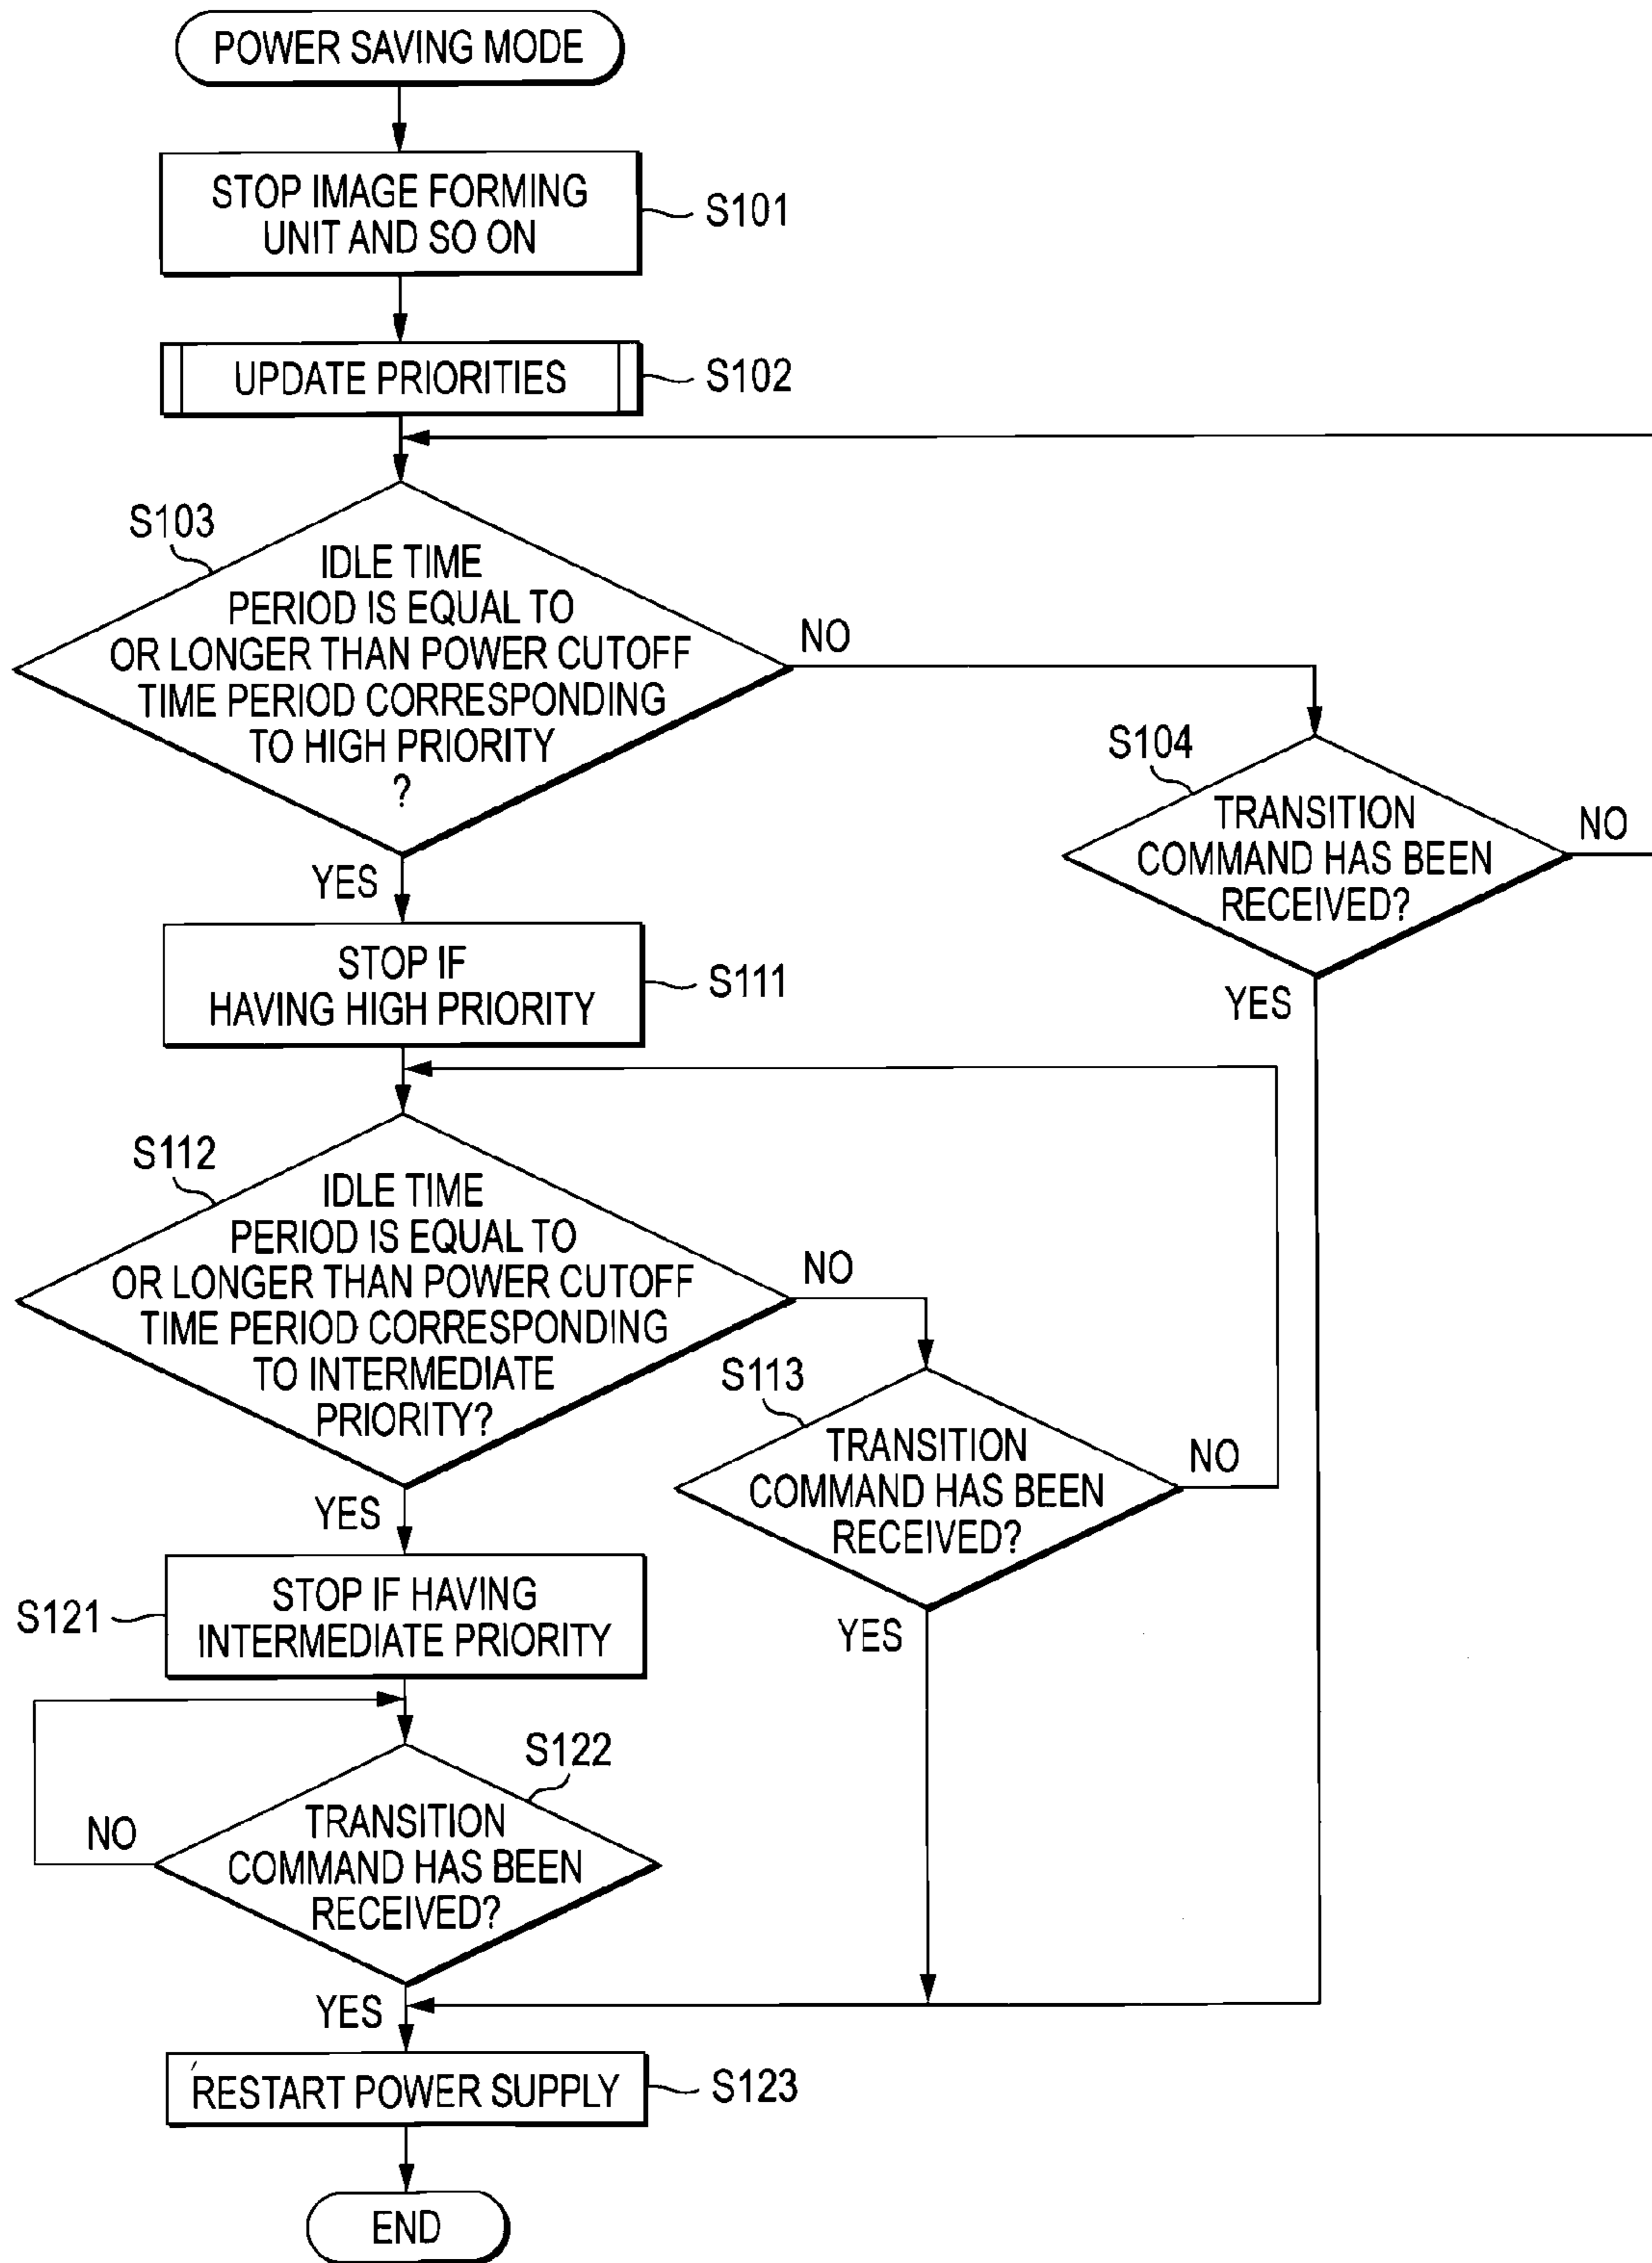 POWER SAVING MODE
STOP IMAGE FORMING
UNIT AND SO ON
S101
UPDATE PRIORITIES
S102
S103
IDLE TIME
PERIOD IS EQUAL TO
OR LONGER THAN POWER CUTOFF
TIME PERIOD CORRESPONDING
TO HIGH PRIORITY
?
NO
YES
S104
TRANSITION
COMMAND HAS BEEN
RECEIVED?
NO
YES
STOP IF
HAVING HIGH PRIORITY
S111
S112
IDLE TIME
PERIOD IS EQUAL TO
OR LONGER THAN POWER CUTOFF
TIME PERIOD CORRESPONDING
TO INTERMEDIATE
PRIORITY?
NO
YES
S113
TRANSITION
COMMAND HAS BEEN
RECEIVED?
NO
YES
S121
STOP IF HAVING
INTERMEDIATE PRIORITY
S122
TRANSITION
COMMAND HAS BEEN
RECEIVED?
NO
YES
RESTART POWER SUPPLY
S123
END